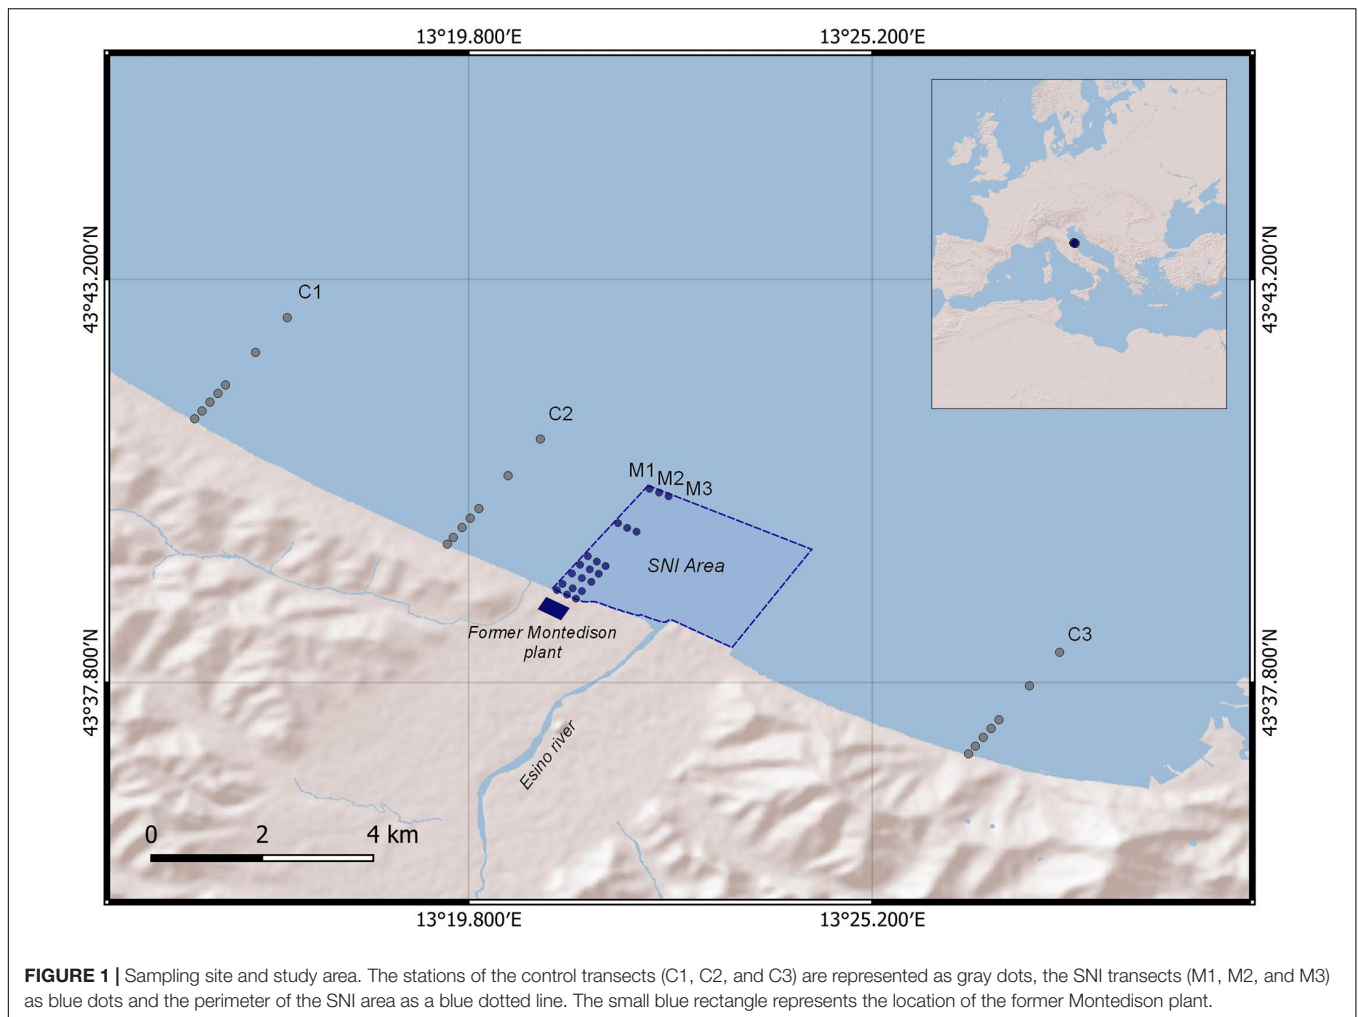 13°19.800′E
13°25.200′E
43°43.200′N
43°43.200′N
C1
C2
M1
M2
M3
SNI Area
Former Montedison
plant
C3
43°37.800′N
43°37.800′N
Esino river
0 2 4 km
13°19.800′E
13°25.200′E
FIGURE 1 | Sampling site and study area. The stations of the control transects (C1, C2, and C3) are represented as gray dots, the SNI transects (M1, M2, and M3)
as blue dots and the perimeter of the SNI area as a blue dotted line. The small blue rectangle represents the location of the former Montedison plant.